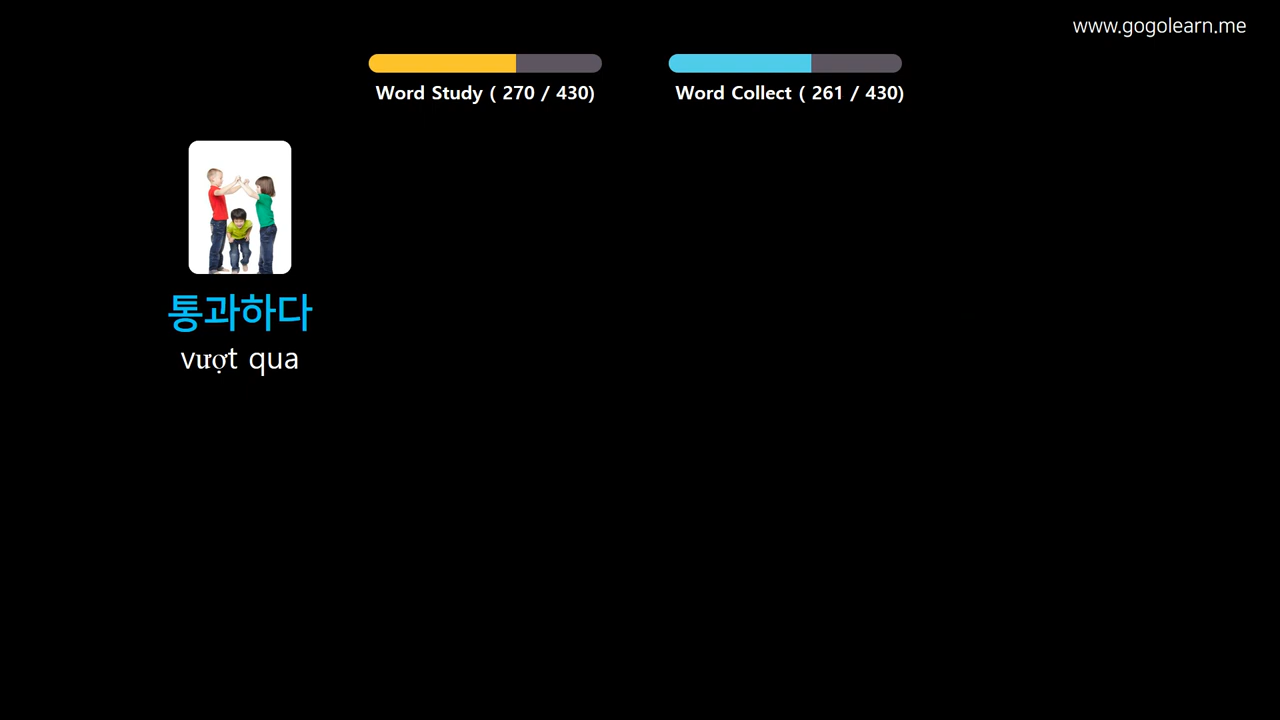 www.gogolearn.me
Word Study ( 270 / 430)
Word Collect ( 261 / 430)
통과하다
vượt qua